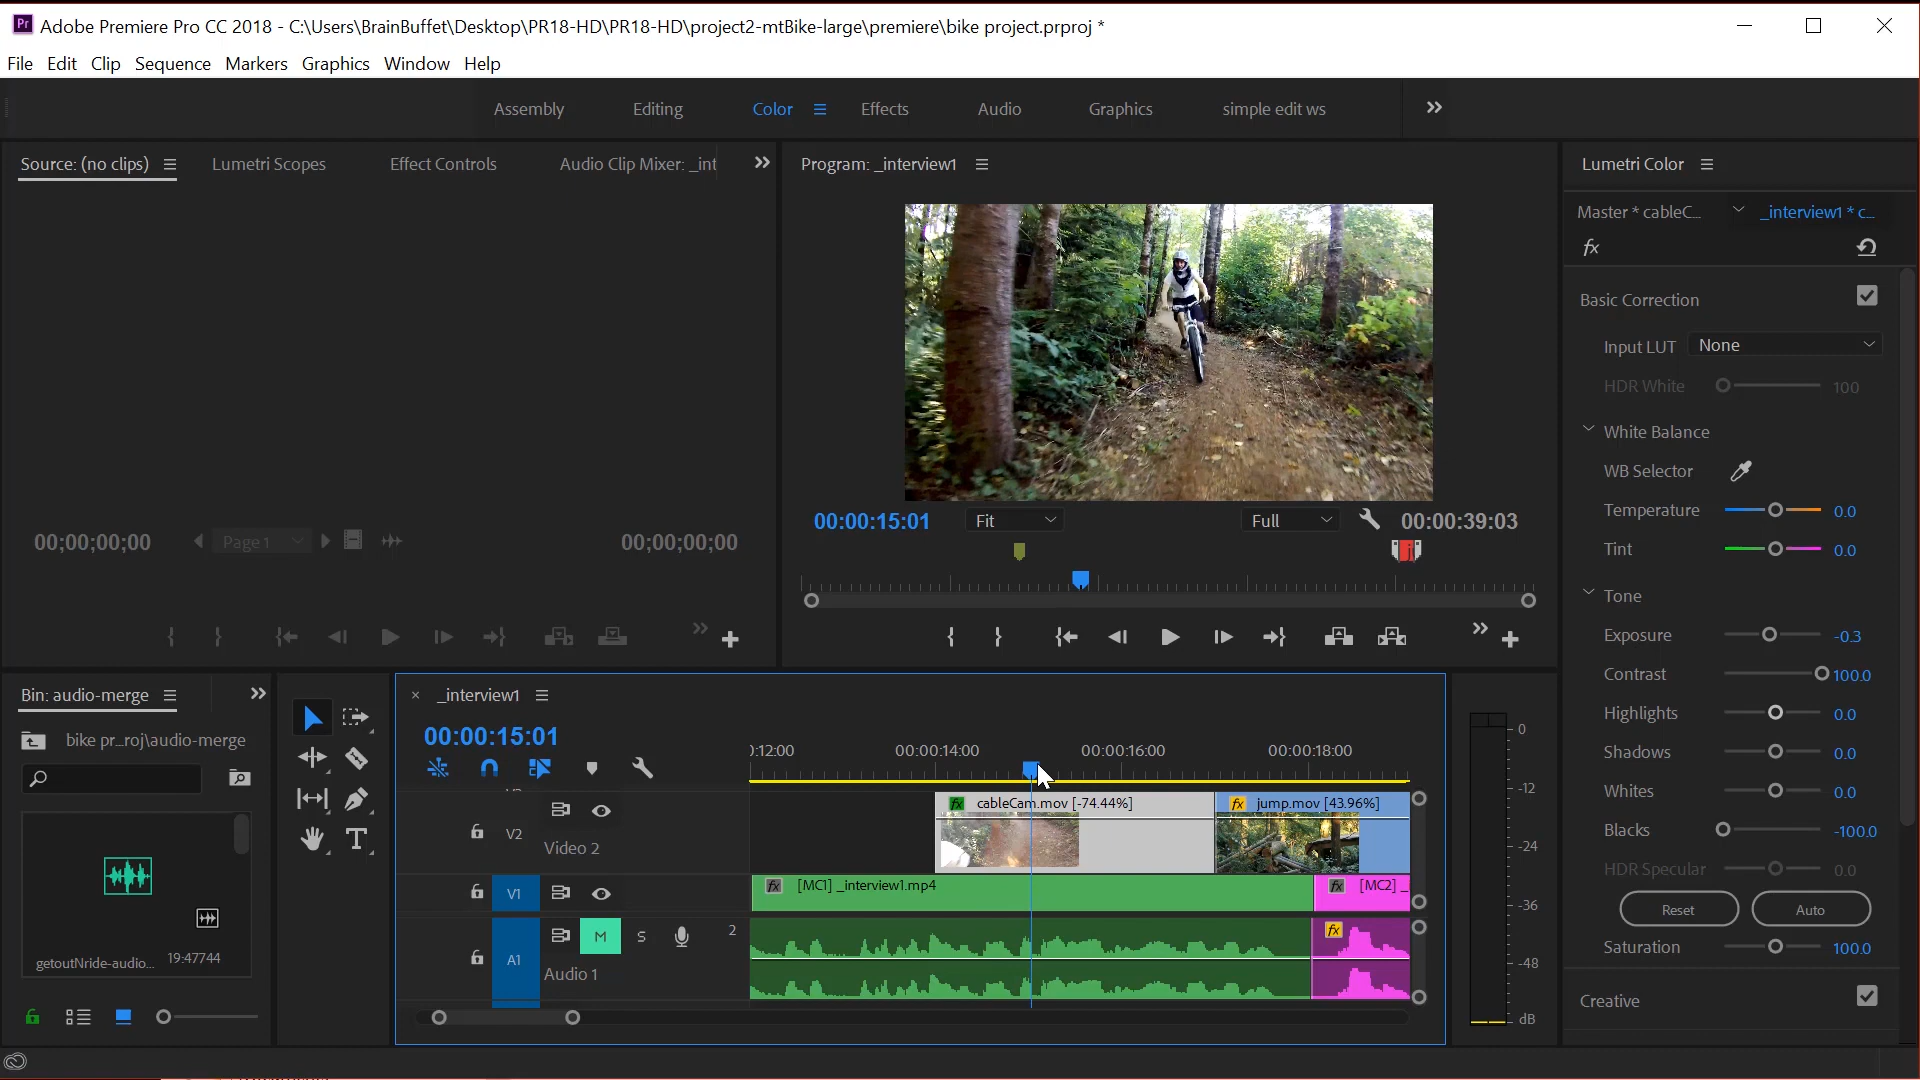 Adobe Premiere Pro CC 2018 - C:\Users\BrainBuffet\Desktop\PR18-HD\PR18-HD\project2-mtBike-large\premiere\bike project.prproj *
File Edit Clip Sequence Markers Graphics Window Help
Assembly Editing Color Effects Audio Graphics simple edit ws
Source: (no clips) Lumetri Scopes Effect Controls Audio Clip Mixer: _int
Program: _interview1
Lumetri Color
Master * cableC... _interview1 * c...
fx
Basic Correction
Input LUT None
HDR White 100
White Balance
WB Selector
Temperature 0.0
Tint 0.0
Tone
Exposure -0.3
Contrast 100.0
Highlights 0.0
Shadows 0.0
Whites 0.0
Blacks -100.0
HDR Specular 0.0
Reset Auto
Saturation 100.0
Creative
00;00;00;00 Page 1 00;00;00;00
00:00:15:01 Fit Full 00:00:39:03
Bin: audio-merge
bike pr_roj\audio-merge
getoutNride-audio... 19:47744
_interview1
00:00:15:01
):12:00 00:00:14:00 00:00:16:00 00:00:18:00
V2 Video 2
fx cableCam.mov [-74.44%] fx jump.mov [43.96%]
V1 fx [MC1] _interview1.mp4 fx [MC2] _
A1 M S 2 fx
Audio 1
0
-12
-24
-36
-48
dB